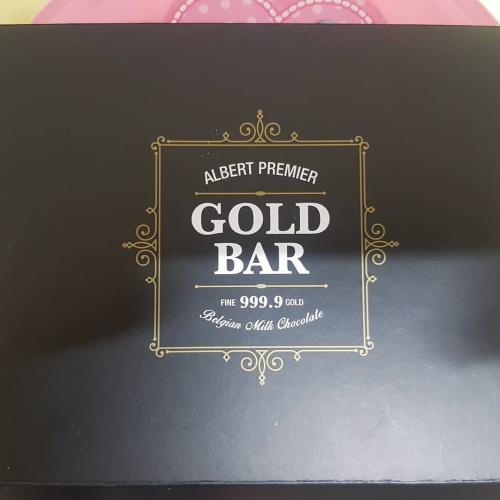 ALBERT PREMIER
GOLD
BAR
FINE 999.9 GOLD
Belgian Milk Chocolate